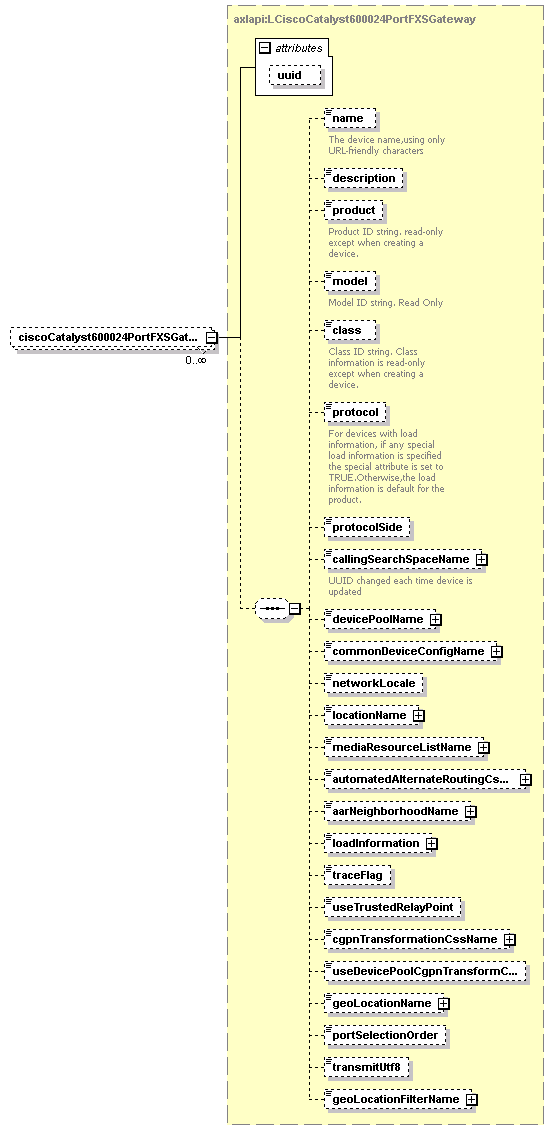 axlapi:LCiscoCatalyst600024PortFXSGateway
attributes
uuid
name
The device name,using only
URL-friendly characters
description
product
Product ID string. read-only
except when creating a
device.
model
Model ID string. Read Only
ciscoCatalyst600024PortFXSGat...
0..∞
class
Class ID string. Class
information is read-only
except when creating a
device.
protocol
For devices with load
information, if any special
load information is specified
the special attribute is set to
TRUE.Otherwise,the load
information is default for the
product.
protocolSide
callingSearchSpaceName
UUID changed each time device is
updated
devicePoolName
commonDeviceConfigName
networkLocale
locationName
mediaResourceListName
automatedAlternateRoutingCs...
aarNeighborhoodName
loadInformation
traceFlag
useTrustedRelayPoint
cgpnTransformationCssName
useDevicePoolCgpnTransformC...
geoLocationName
portSelectionOrder
transmitUtf8
geoLocationFilterName